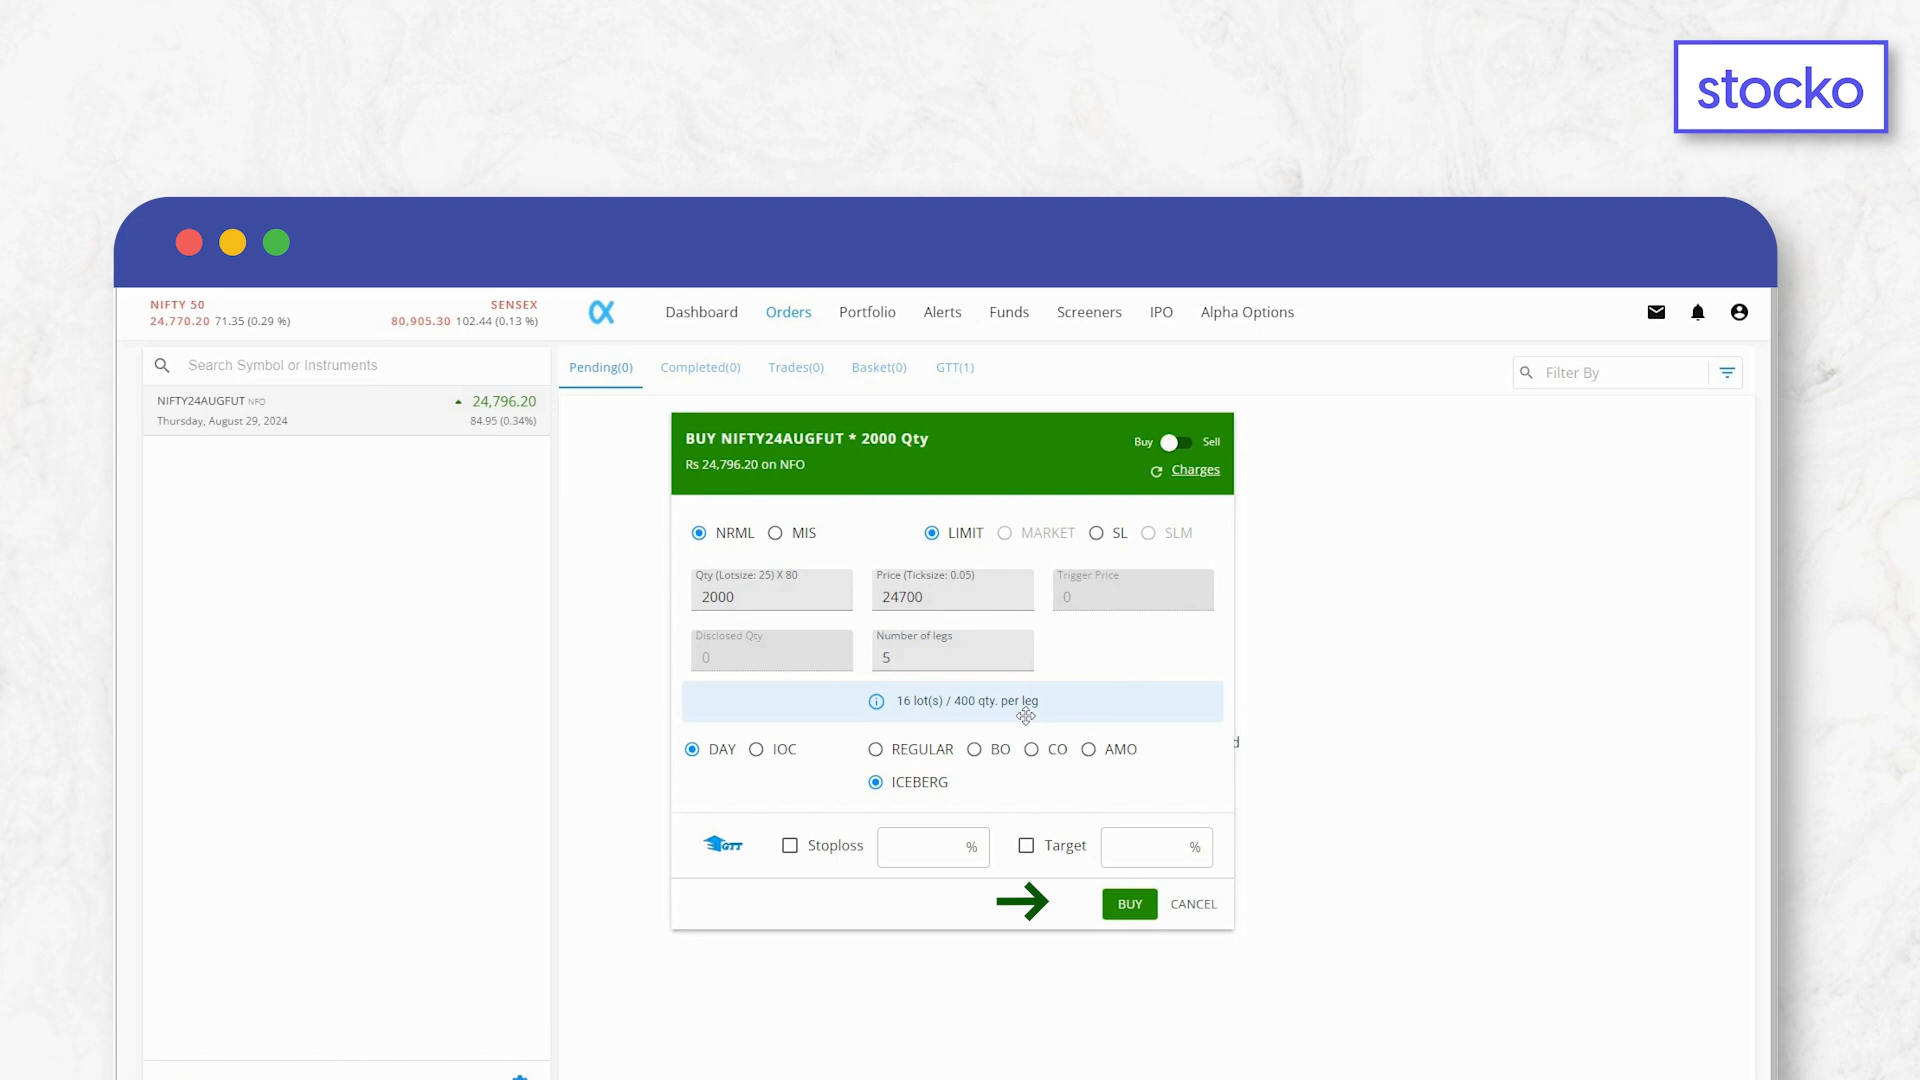 stocko
NIFTY 50
24,770.20 71.35 (0.29 %)
SENSEX
80,905.30 102.44 (0.13 %)
Dashboard Orders Portfolio Alerts Funds Screeners IPO Alpha Options
Search Symbol or Instruments
NIFTY24AUGFUT NFO
24,796.20
Thursday, August 29, 2024
84.95 (0.34%)
Pending(0) Completed(0) Trades(0) Basket(0) GTT(1)
Filter By
BUY NIFTY24AUGFUT * 2000 Qty
Buy Sell
Rs 24,796.20 on NFO
Charges
NRML MIS LIMIT MARKET SL SLM
Qty (Lotsize: 25) X 80
2000
Price (Ticksize: 0.05)
24700
Trigger Price
0
Disclosed Qty
0
Number of legs
5
16 lot(s) / 400 qty. per leg
d
DAY IOC REGULAR BO CO AMO
ICEBERG
GTT Stoploss % Target %
BUY CANCEL